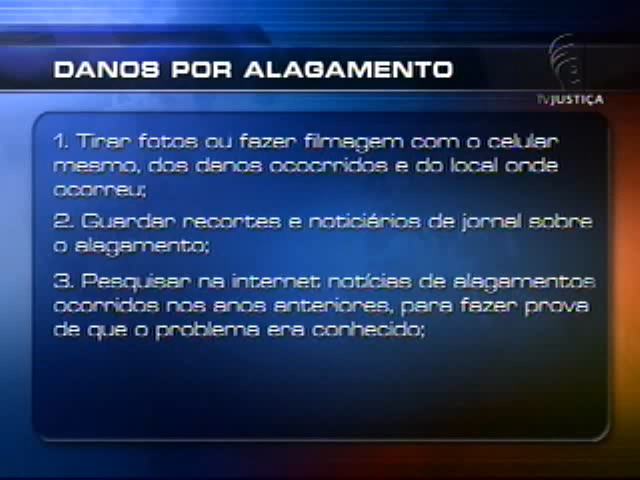 DANOS POR ALAGAMENTO
TVJUSTIÇA
1. Tirar fotos ou fazer filmagem com o celular
mesmo, dos danos ococrridos e do local onde
ocorreu;
2. Guardar recortes e noticiários de jornal sobre
o alagamento;
3. Pesquisar na internet notícias de alagamentos
ocorridos nos anos anteriores, para fazer prova
de que o problema era conhecido;